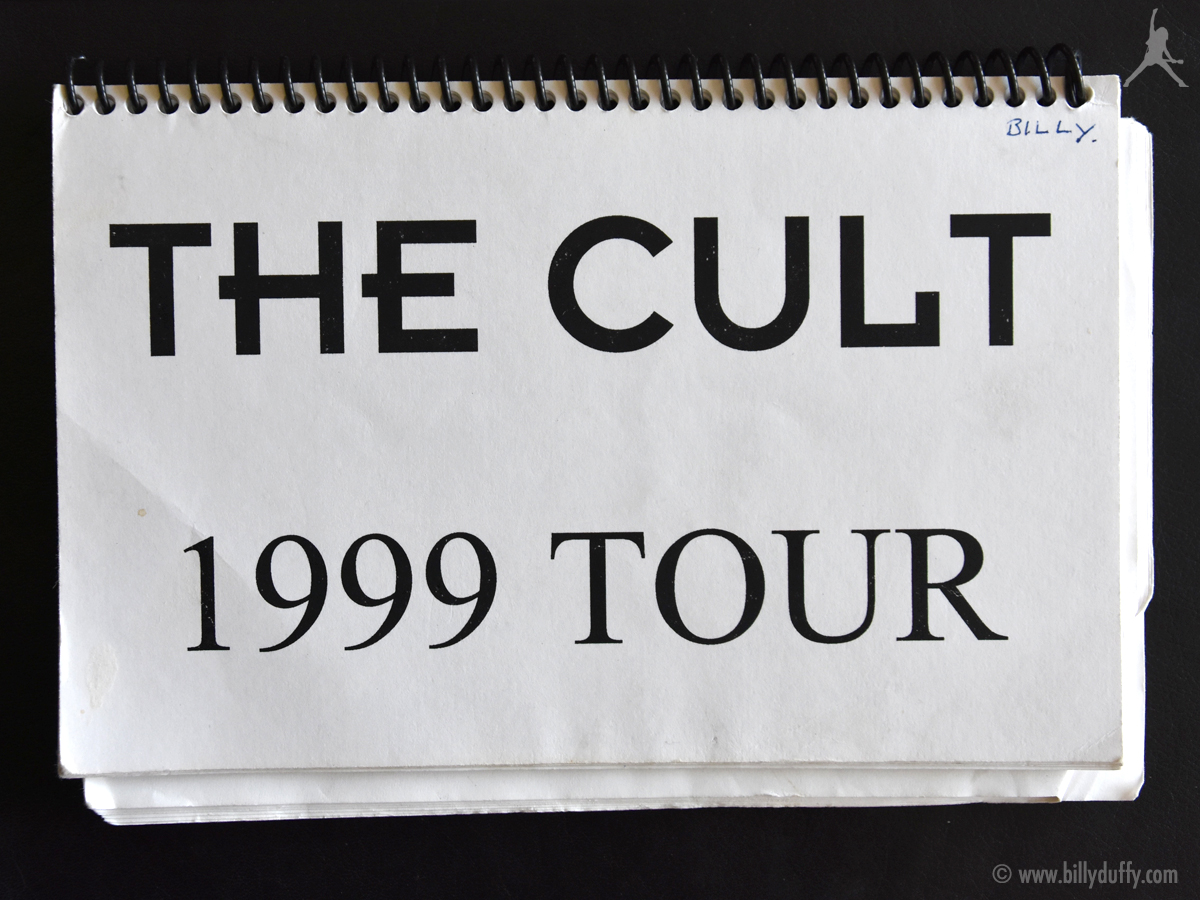 BILLY.
THE CULT
1999 TOUR
© www.billyduffy.com